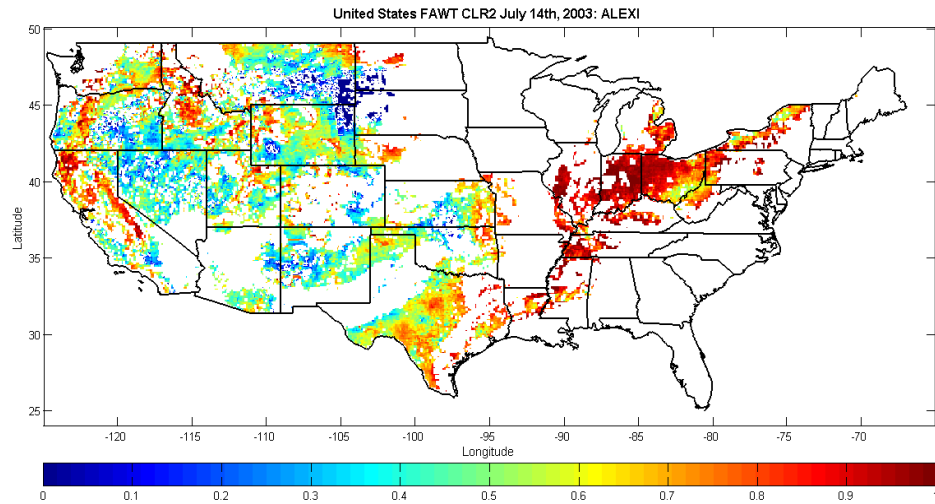 United States FAWT CLR2 July 14th, 2003: ALEXI
50
45
40
35
30
25
Latitude
-120 -115 -110 -105 -100 -95 -90 -85 -80 -75 -70
Longitude
0 0.1 0.2 0.3 0.4 0.5 0.6 0.7 0.8 0.9